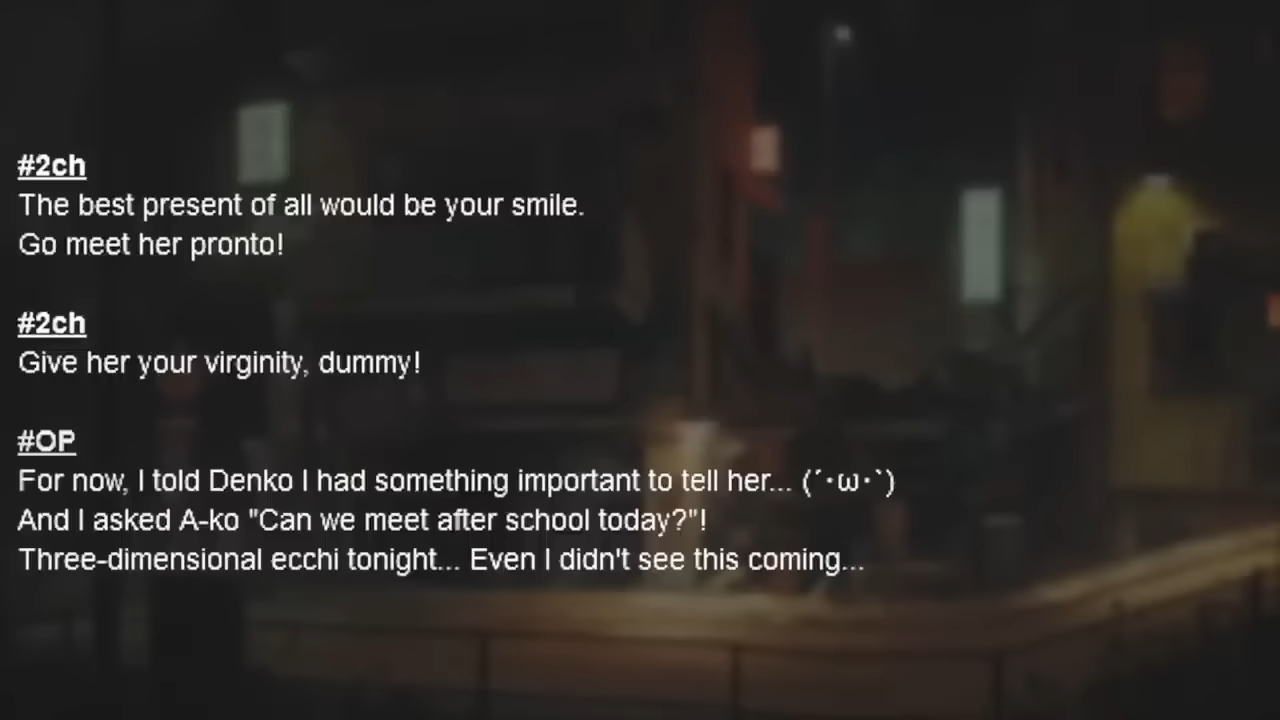 #2ch
The best present of all would be your smile.
Go meet her pronto!
#2ch
Give her your virginity, dummy!
#OP
For now, I told Denko I had something important to tell her... (´･ω･`)
And I asked A-ko "Can we meet after school today?"!
Three-dimensional ecchi tonight... Even I didn't see this coming...